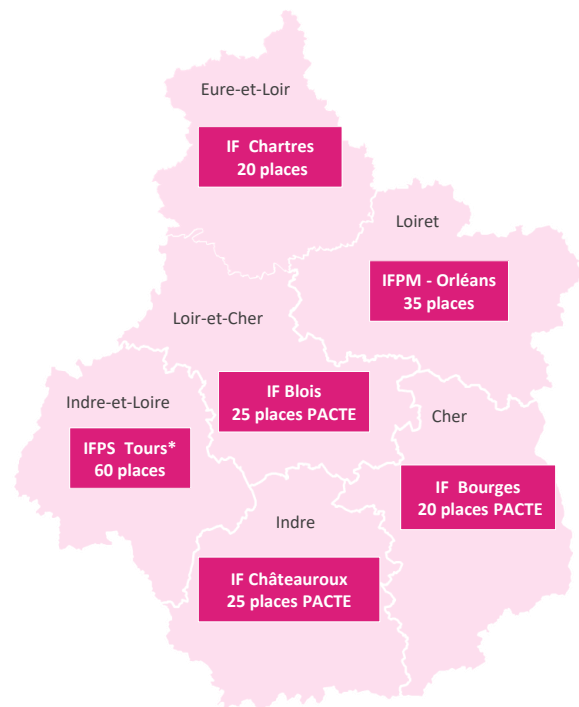 Eure-et-Loir
IF Chartres
20 places
Loiret
IFPM - Orléans
35 places
Loir-et-Cher
IF Blois
25 places PACTE
Indre-et-Loire
IFPS Tours*
60 places
Cher
IF Bourges
20 places PACTE
Indre
IF Châteauroux
25 places PACTE